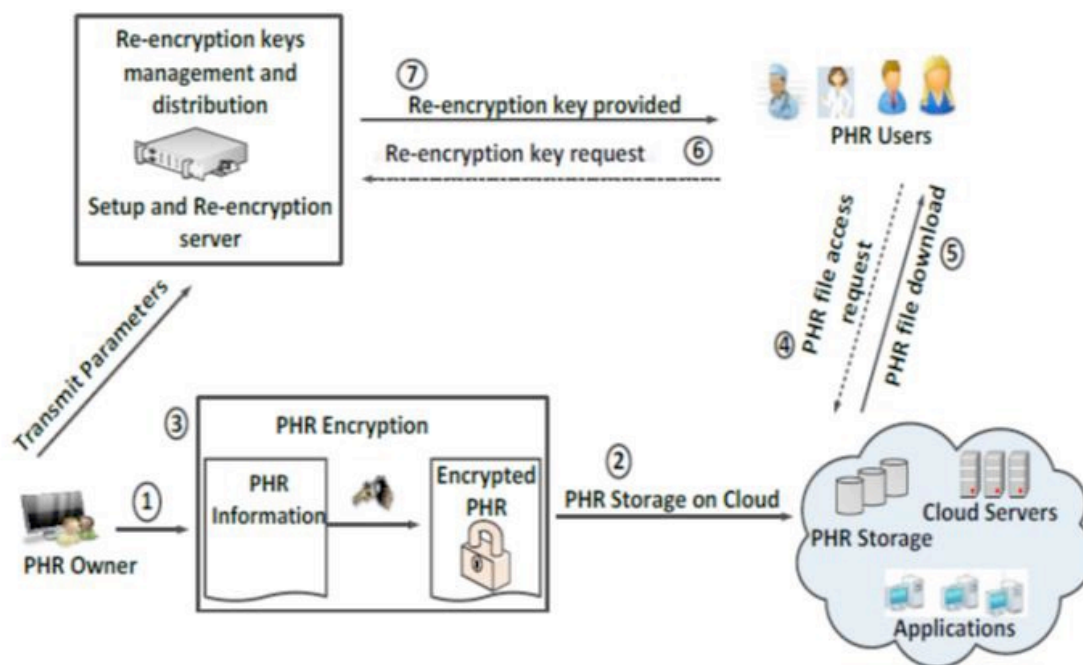 Re-encryption keys
management and
distribution
Setup and Re-encryption
server
⑦
Re-encryption key provided
Re-encryption key request ⑥
PHR Users
PHR file access
request
④
PHR file download
⑤
Transmit Parameters
③
PHR Encryption
PHR
Information
Encrypted
PHR
①
PHR Owner
②
PHR Storage on Cloud
Cloud Servers
PHR Storage
Applications